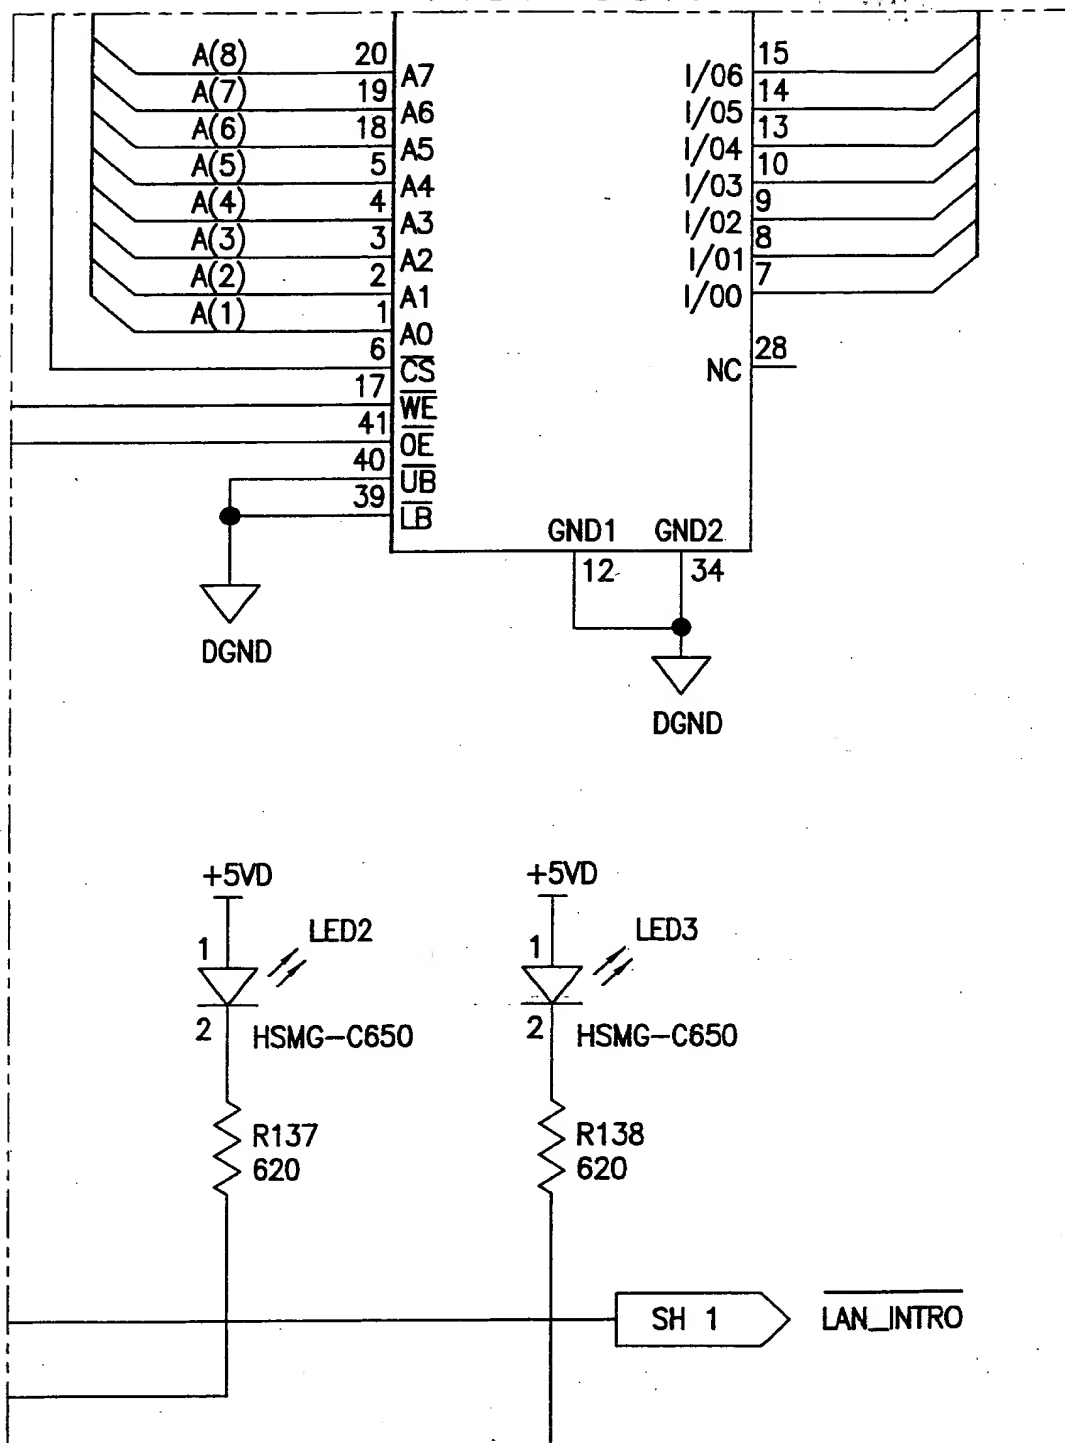 A(8) 20 A7 I/06 15
A(7) 19 A6 I/05 14
A(6) 18 A5 I/04 13
A(5) 5 A4 I/03 10
A(4) 4 A3 I/02 9
A(3) 3 A2 I/01 8
A(2) 2 A1 I/00 7
A(1) 1 A0
6 CS NC 28
17 WE
41 OE
40 UB
39 LB
GND1 GND2
12 34
DGND
DGND
+5VD +5VD
1 LED2 1 LED3
2 HSMG-C650 2 HSMG-C650
R137 R138
620 620
SH 1 LAN_INTRO